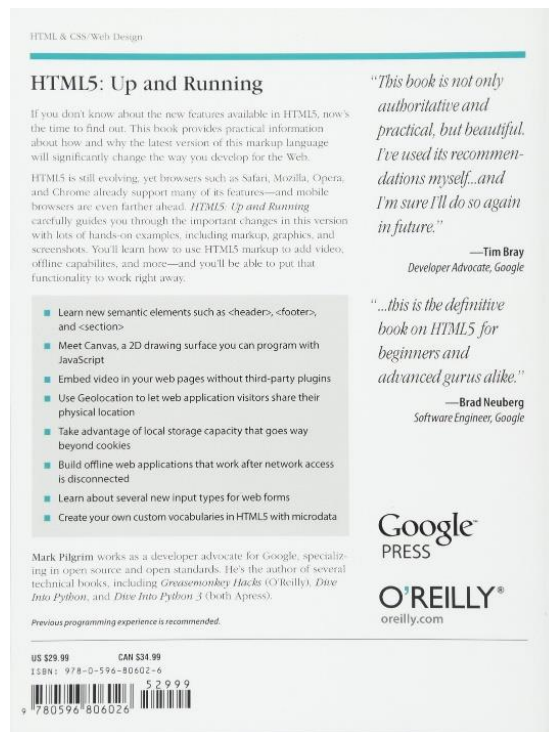 HTML & CSS/Web Design
HTML5: Up and Running
If you don't know about the new features available in HTML5, now's
the time to find out. This book provides practical information
about how and why the latest version of this markup language
will significantly change the way you develop for the Web.
HTML5 is still evolving, yet browsers such as Safari, Mozilla, Opera,
and Chrome already support many of its features—and mobile
browsers are even farther ahead. HTML5: Up and Running
carefully guides you through the important changes in this version
with lots of hands-on examples, including markup, graphics, and
screenshots. You'll learn how to use HTML5 markup to add video,
offline capabilites, and more—and you'll be able to put that
functionality to work right away.
Learn new semantic elements such as <header>, <footer>,
and <section>
Meet Canvas, a 2D drawing surface you can program with
JavaScript
Embed video in your web pages without third-party plugins
Use Geolocation to let web application visitors share their
physical location
Take advantage of local storage capacity that goes way
beyond cookies
Build offline web applications that work after network access
is disconnected
Learn about several new input types for web forms
Create your own custom vocabularies in HTML5 with microdata
Mark Pilgrim works as a developer advocate for Google, specializ-
ing in open source and open standards. He's the author of several
technical books, including Greasemonkey Hacks (O'Reilly), Dive
Into Python, and Dive Into Python 3 (both Apress).
Previous programming experience is recommended.
"This book is not only
authoritative and
practical, but beautiful.
I've used its recommen-
dations myself...and
I'm sure I'll do so again
in future."
—Tim Bray
Developer Advocate, Google
"...this is the definitive
book on HTML5 for
beginners and
advanced gurus alike."
—Brad Neuberg
Software Engineer, Google
Google™
PRESS
O'REILLY®
oreilly.com
US $29.99 CAN $34.99
ISBN: 978-0-596-80602-6
52999
9 780596 806026